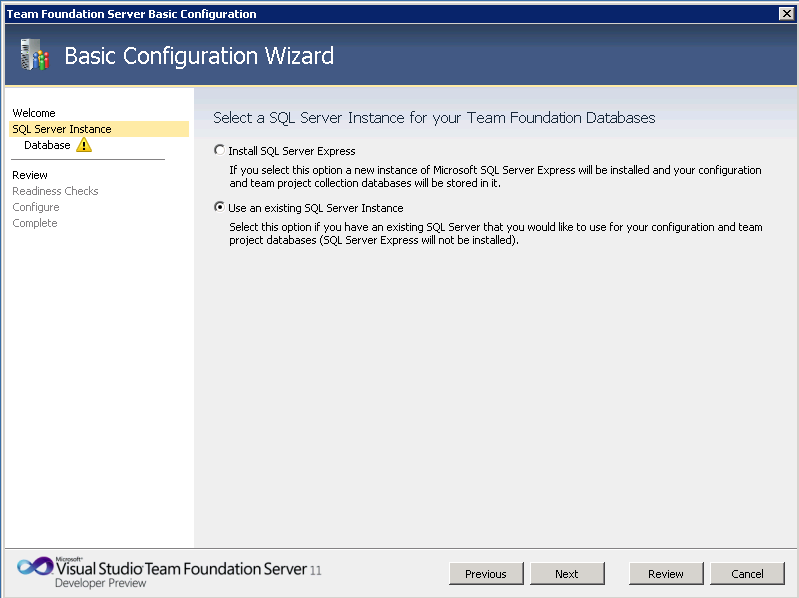 Team Foundation Server Basic Configuration
Basic Configuration Wizard
Welcome
SQL Server Instance
Database
Review
Readiness Checks
Configure
Complete
Select a SQL Server Instance for your Team Foundation Databases
Install SQL Server Express
If you select this option a new instance of Microsoft SQL Server Express will be installed and your configuration
and team project collection databases will be stored in it.
Use an existing SQL Server Instance
Select this option if you have an existing SQL Server that you would like to use for your configuration and team
project databases (SQL Server Express will not be installed).
Microsoft®
Visual Studio Team Foundation Server 11
Developer Preview
Previous
Next
Review
Cancel